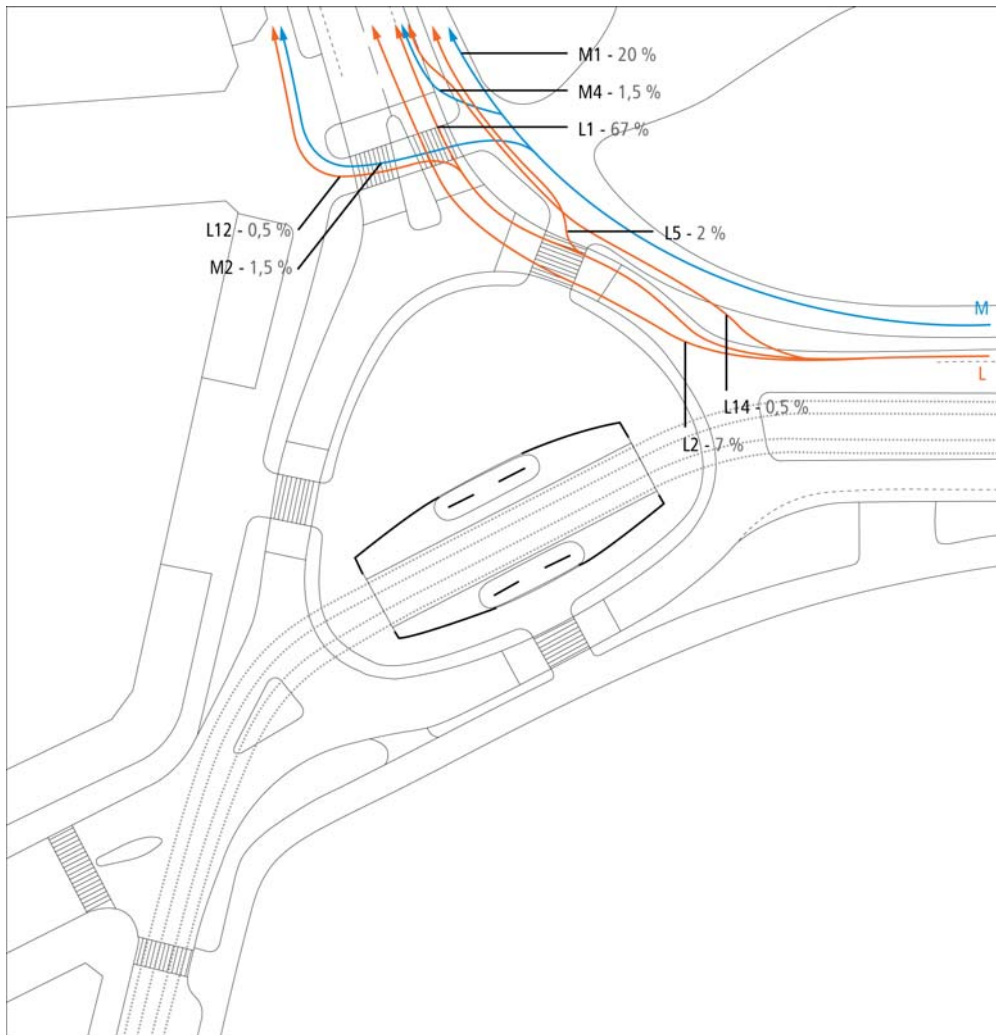 M1 - 20 %
M4 - 1,5 %
L1 - 67 %
L12 - 0,5 %
L5 - 2 %
M2 - 1,5 %
M
L
L14 - 0,5 %
L2 - 7 %